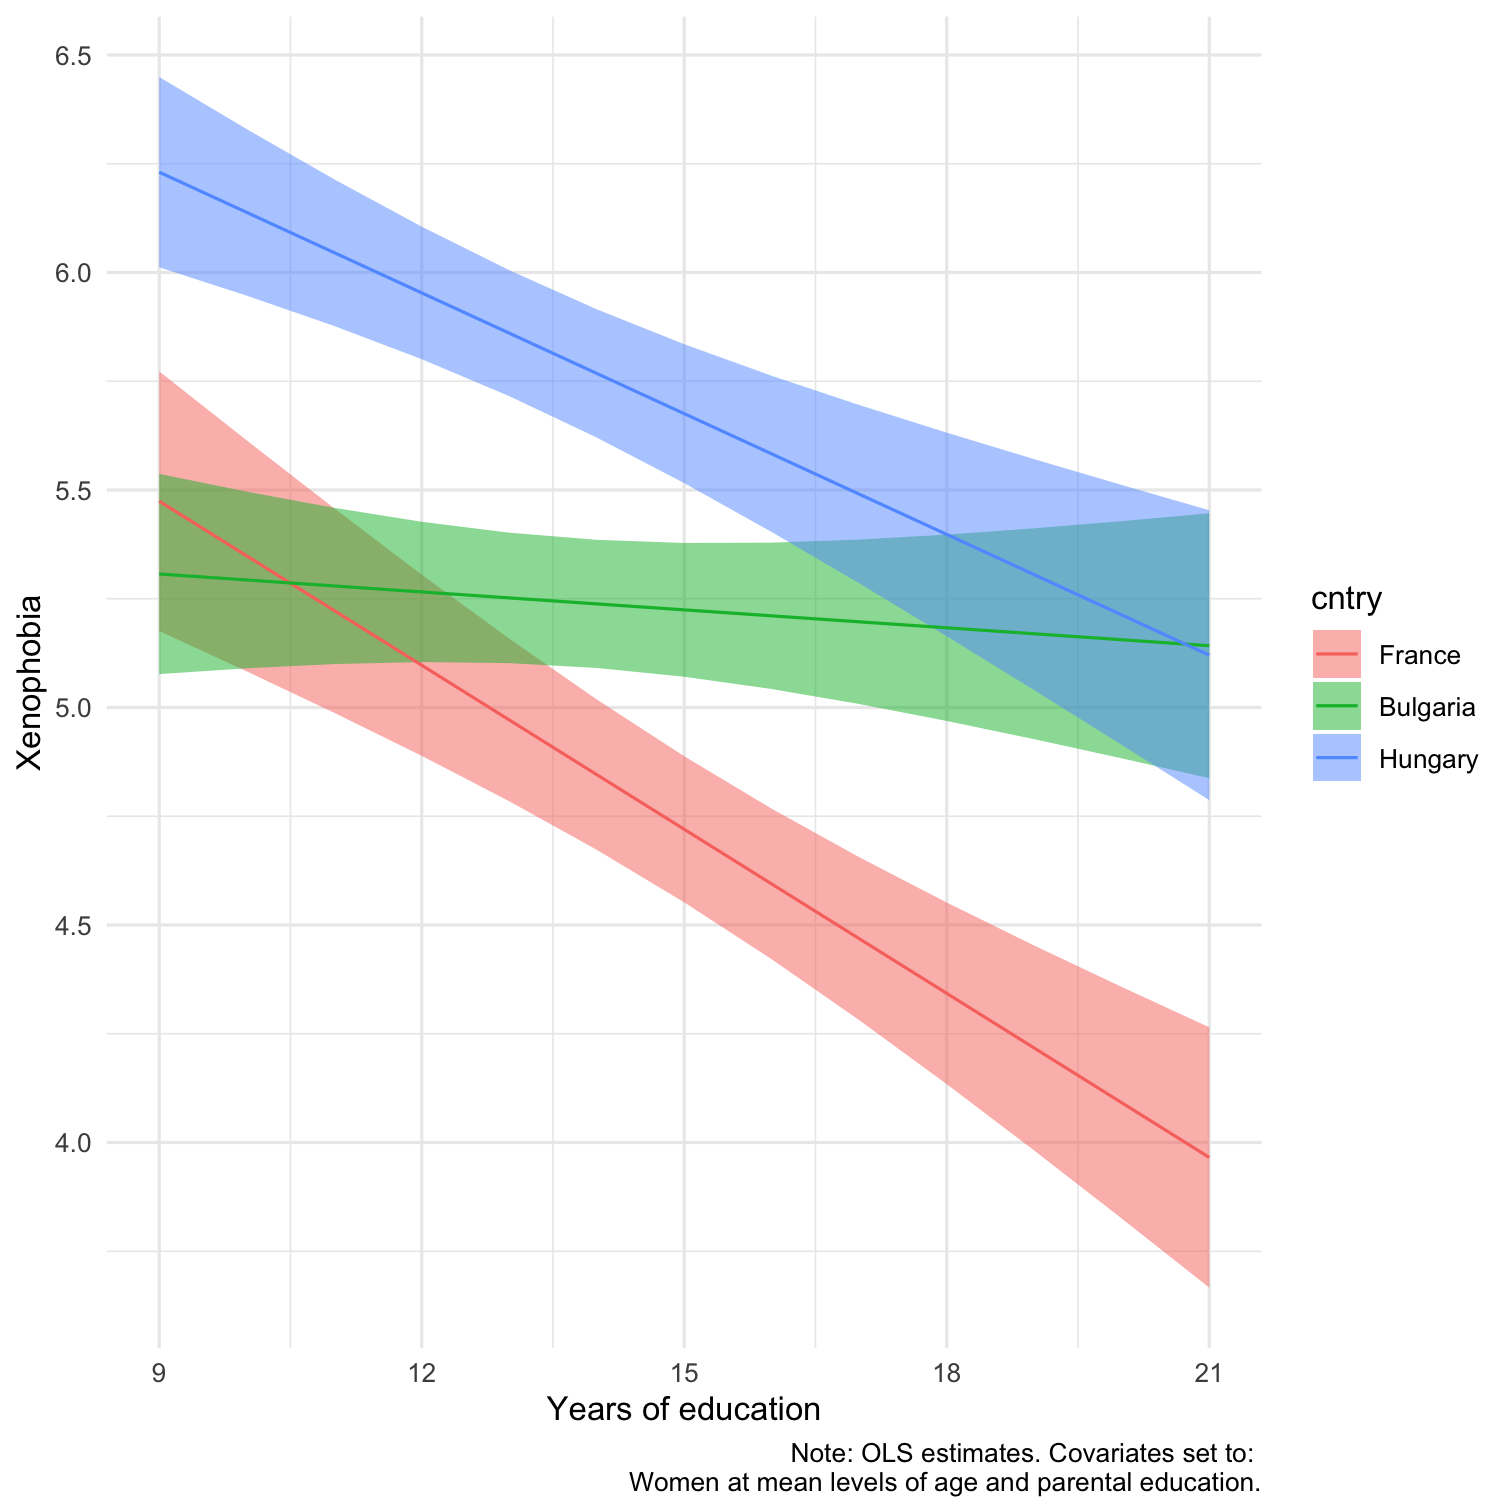 6.5
6.0
5.5
5.0
4.5
4.0
Xenophobia
9 12 15 18 21
Years of education
cntry
France
Bulgaria
Hungary
Note: OLS estimates. Covariates set to:
Women at mean levels of age and parental education.